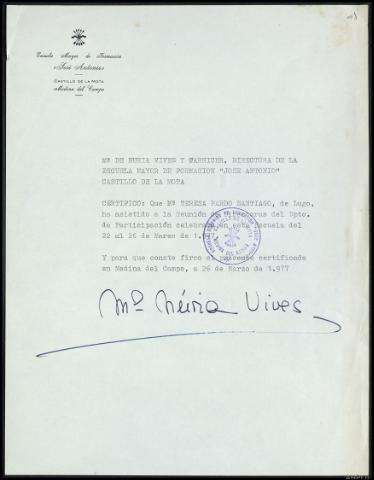 Escuela Mayor de Formación
«José Antonio»
CASTILLO DE LA MOTA
Medina del Campo
Mª DE NURIA VIVES Y CARNICER, DIRECTORA DE LA
ESCUELA MAYOR DE FORMACION "JOSE ANTONIO"
CASTILLO DE LA MOTA
CERTIFICO: Que Mª TERESA PARDO SANTIAGO, de Lugo,
ha asistido a la Reunión de Asesoras del Dpto.
de Participación celebrada en esta Escuela del
22 al 26 de Marzo de 1.977
Y para que conste firmo el presente certificado
en Medina del Campo, a 26 de Marzo de 1.977
Mª Núria Vives